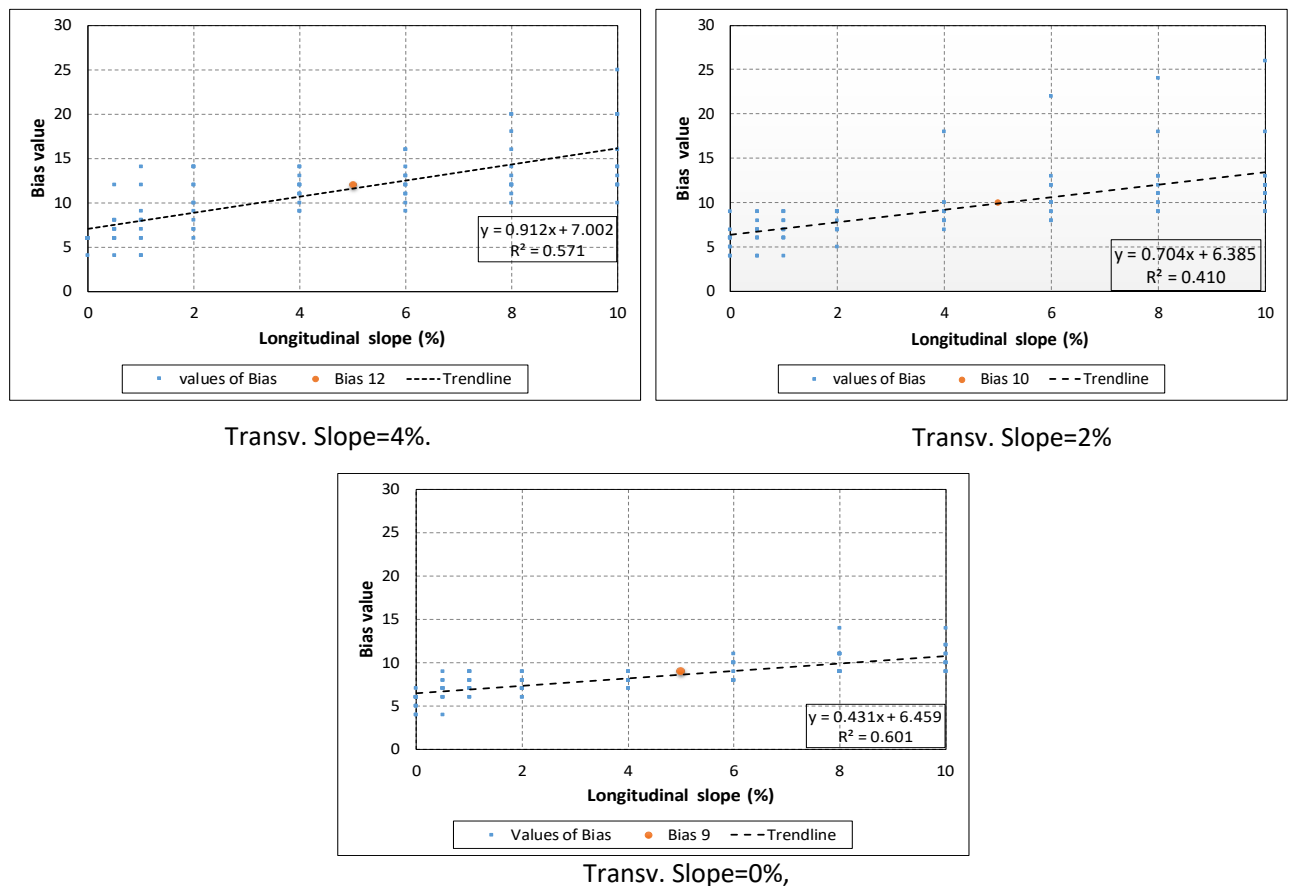 30
25
20
15
10
5
0
Bias value
0 2 4 6 8 10
Longitudinal slope (%)
y = 0.912x + 7.002
R² = 0.571
values of Bias Bias 12 Trendline
Transv. Slope=4%.
30
25
20
15
10
5
0
Bias value
0 2 4 6 8 10
Longitudinal slope (%)
y = 0.704x + 6.385
R² = 0.410
values of Bias Bias 10 Trendline
Transv. Slope=2%
30
25
20
15
10
5
0
Bias value
0 2 4 6 8 10
Longitudinal slope (%)
y = 0.431x + 6.459
R² = 0.601
Values of Bias Bias 9 Trendline
Transv. Slope=0%,